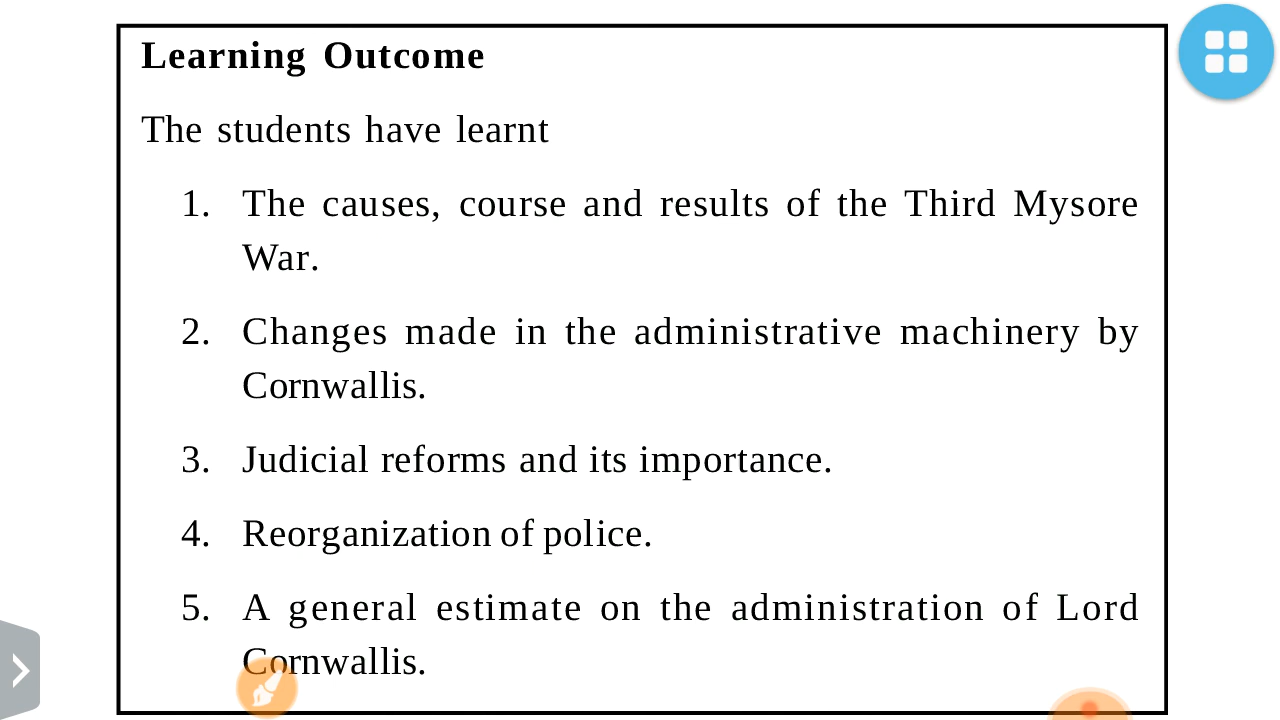 Learning Outcome
The students have learnt
1. The causes, course and results of the Third Mysore
War.
2. Changes made in the administrative machinery by
Cornwallis.
3. Judicial reforms and its importance.
4. Reorganization of police.
5. A general estimate on the administration of Lord
Cornwallis.